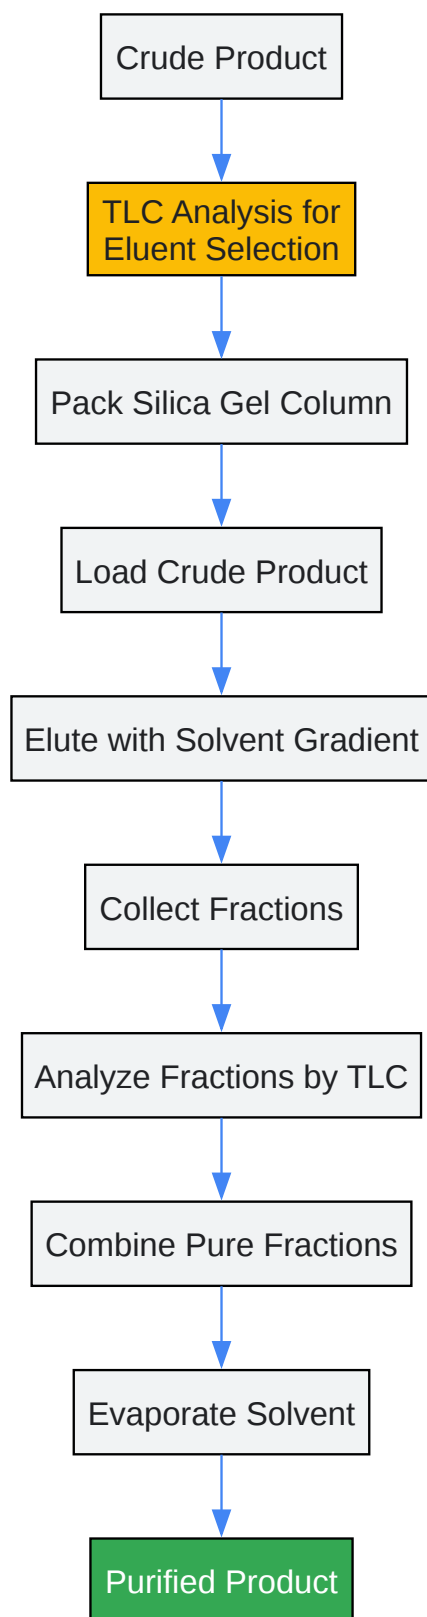 Crude Product
TLC Analysis for
Eluent Selection
Pack Silica Gel Column
Load Crude Product
Elute with Solvent Gradient
Collect Fractions
Analyze Fractions by TLC
Combine Pure Fractions
Evaporate Solvent
Purified Product